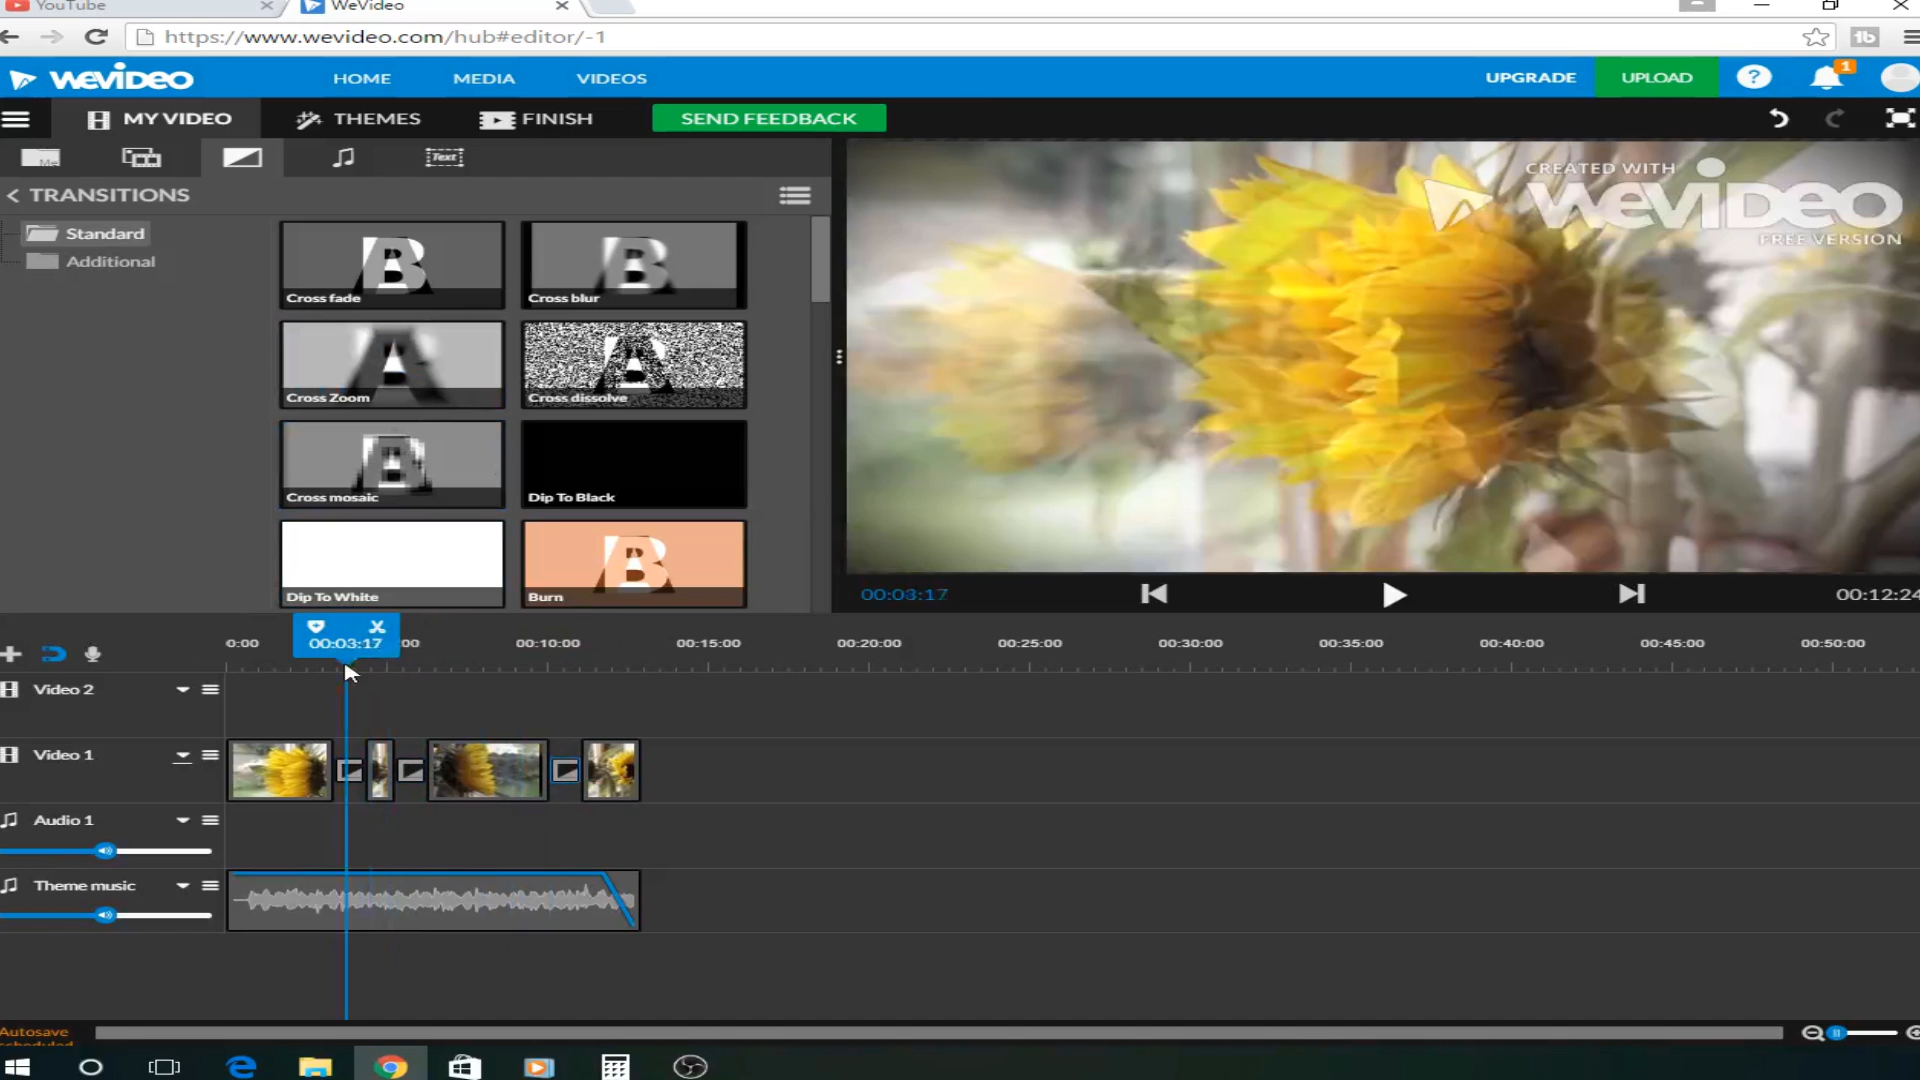 YouTube
WeVideo
https://www.wevideo.com/hub#editor/-1
WEVIDEO
HOME
MEDIA
VIDEOS
UPGRADE
UPLOAD
?
1
MY VIDEO
THEMES
FINISH
SEND FEEDBACK
Me
Text
< TRANSITIONS
Standard
Additional
Cross fade
Cross blur
Cross Zoom
Cross dissolve
Cross mosaic
Dip To Black
Dip To White
Burn
CREATED WITH
WEVIDEO
FREE VERSION
00:03:17
00:12:24
0:00
00:03:17
00
00:10:00
00:15:00
00:20:00
00:25:00
00:30:00
00:35:00
00:40:00
00:45:00
00:50:00
Video 2
Video 1
Audio 1
Theme music
Autosave
scheduled